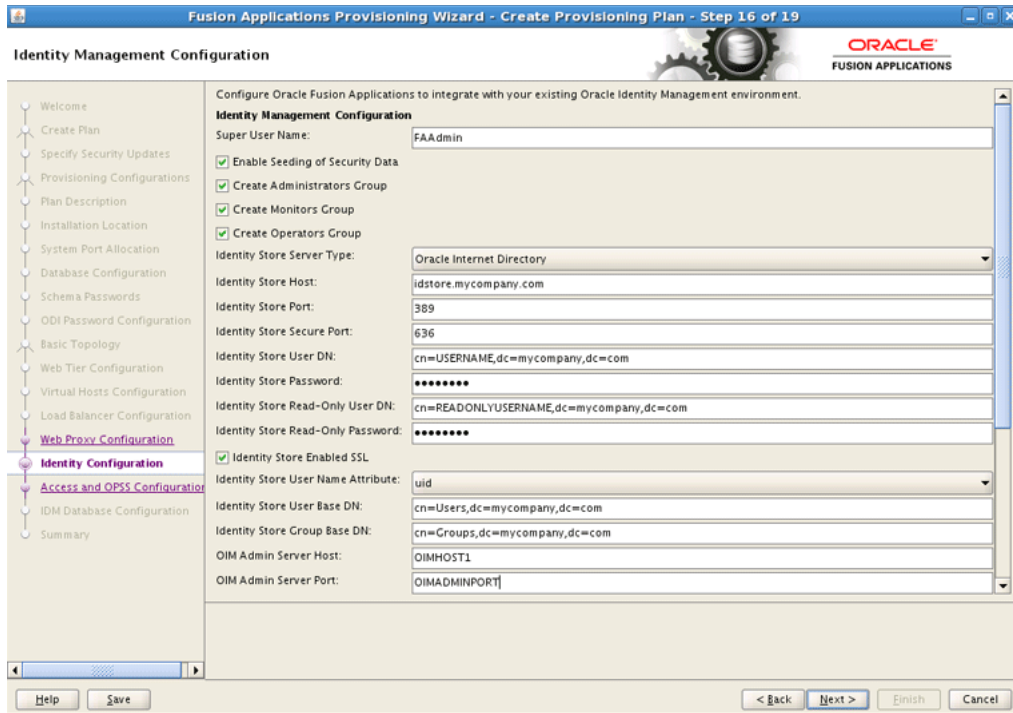 Fusion Applications Provisioning Wizard - Create Provisioning Plan - Step 16 of 19
Identity Management Configuration
ORACLE
FUSION APPLICATIONS
Welcome
Create Plan
Specify Security Updates
Provisioning Configurations
Plan Description
Installation Location
System Port Allocation
Database Configuration
Schema Passwords
ODI Password Configuration
Basic Topology
Web Tier Configuration
Virtual Hosts Configuration
Load Balancer Configuration
Web Proxy Configuration
Identity Configuration
Access and OPSS Configuration
IDM Database Configuration
Summary
Configure Oracle Fusion Applications to integrate with your existing Oracle Identity Management environment.
Identity Management Configuration
Super User Name: FAAdmin
Enable Seeding of Security Data
Create Administrators Group
Create Monitors Group
Create Operators Group
Identity Store Server Type: Oracle Internet Directory
Identity Store Host: idstore.mycompany.com
Identity Store Port: 389
Identity Store Secure Port: 636
Identity Store User DN: cn=USERNAME,dc=mycompany,dc=com
Identity Store Password: ••••••••
Identity Store Read-Only User DN: cn=READONLYUSERNAME,dc=mycompany,dc=com
Identity Store Read-Only Password: ••••••••
Identity Store Enabled SSL
Identity Store User Name Attribute: uid
Identity Store User Base DN: cn=Users,dc=mycompany,dc=com
Identity Store Group Base DN: cn=Groups,dc=mycompany,dc=com
OIM Admin Server Host: OIMHOST1
OIM Admin Server Port: OIMADMINPORT
Help Save < Back Next > Finish Cancel